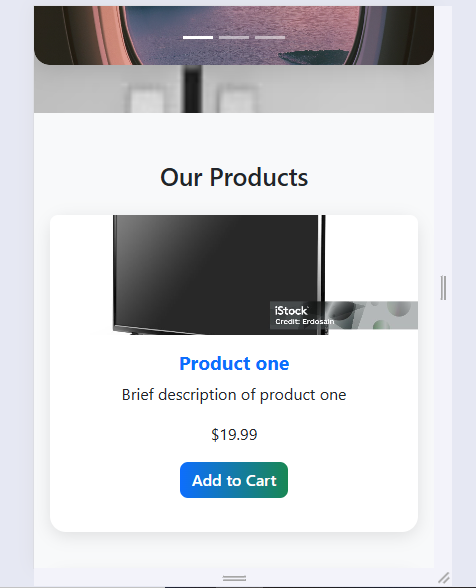 Our Products
iStock
Credit: Erdosain
Product one
Brief description of product one
$19.99
Add to Cart